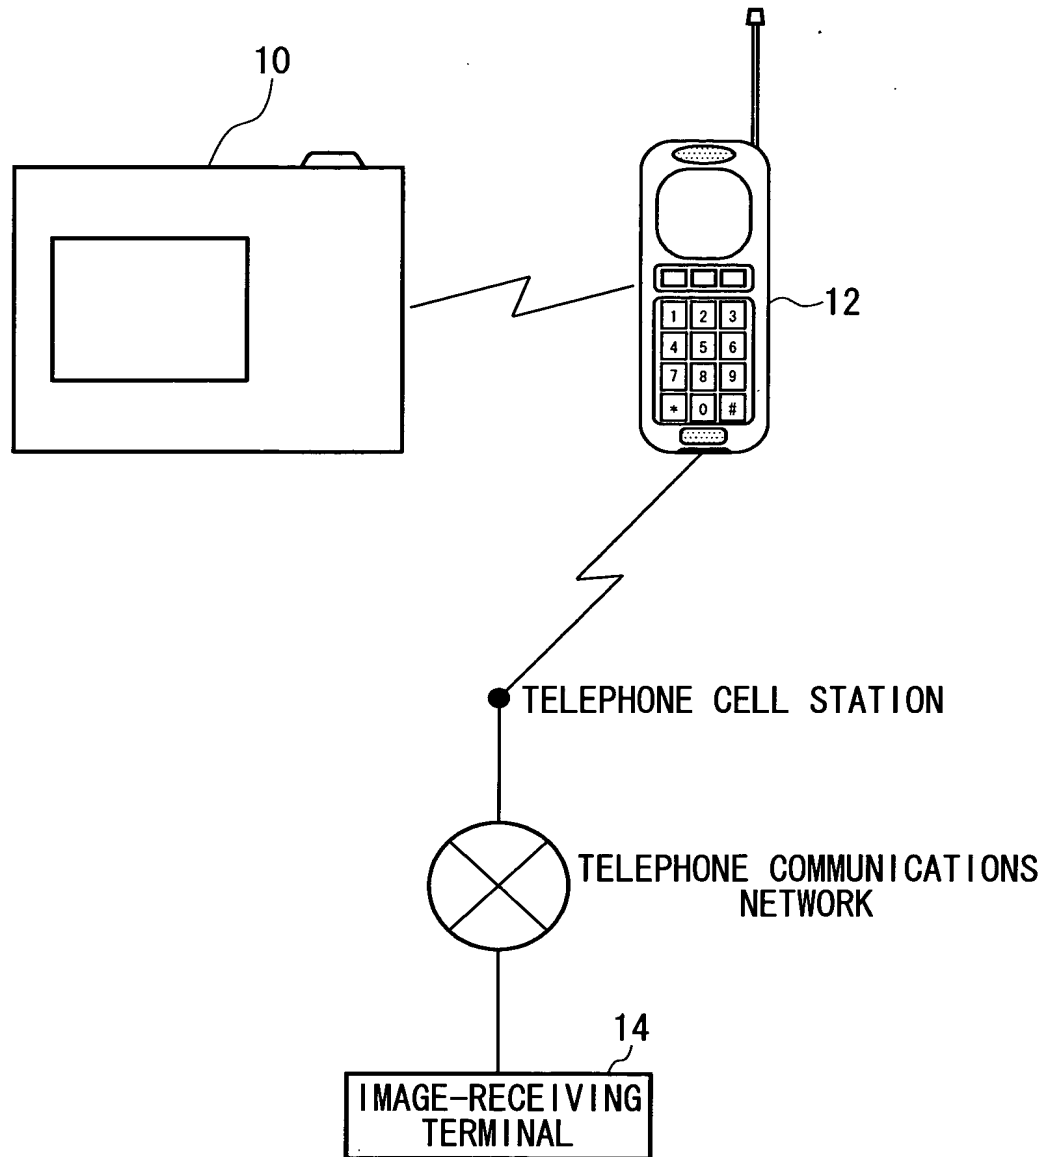 10
12
1 2 3
4 5 6
7 8 9
* 0 #
TELEPHONE CELL STATION
TELEPHONE COMMUNICATIONS
NETWORK
14
IMAGE-RECEIVING
TERMINAL